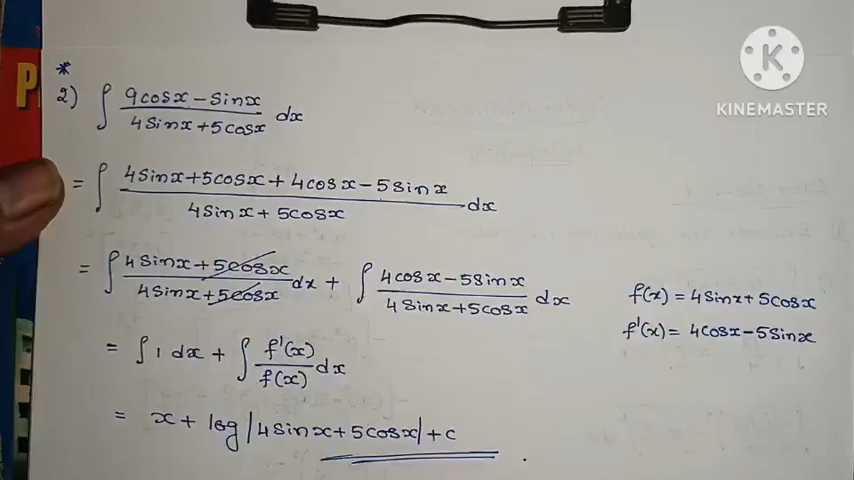 *
2) ∫ (9cosx - sinx)/(4sinx + 5cosx) dx
= ∫ (4sinx + 5cosx + 4cosx - 5sinx)/(4sinx + 5cosx) dx
= ∫ (4sinx + 5cosx)/(4sinx + 5cosx) dx + ∫ (4cosx - 5sinx)/(4sinx + 5cosx) dx
f(x) = 4sinx + 5cosx
f'(x) = 4cosx - 5sinx
= ∫ 1 dx + ∫ f'(x)/f(x) dx
= x + log |4sinx + 5cosx| + c
K
KINEMASTER
P